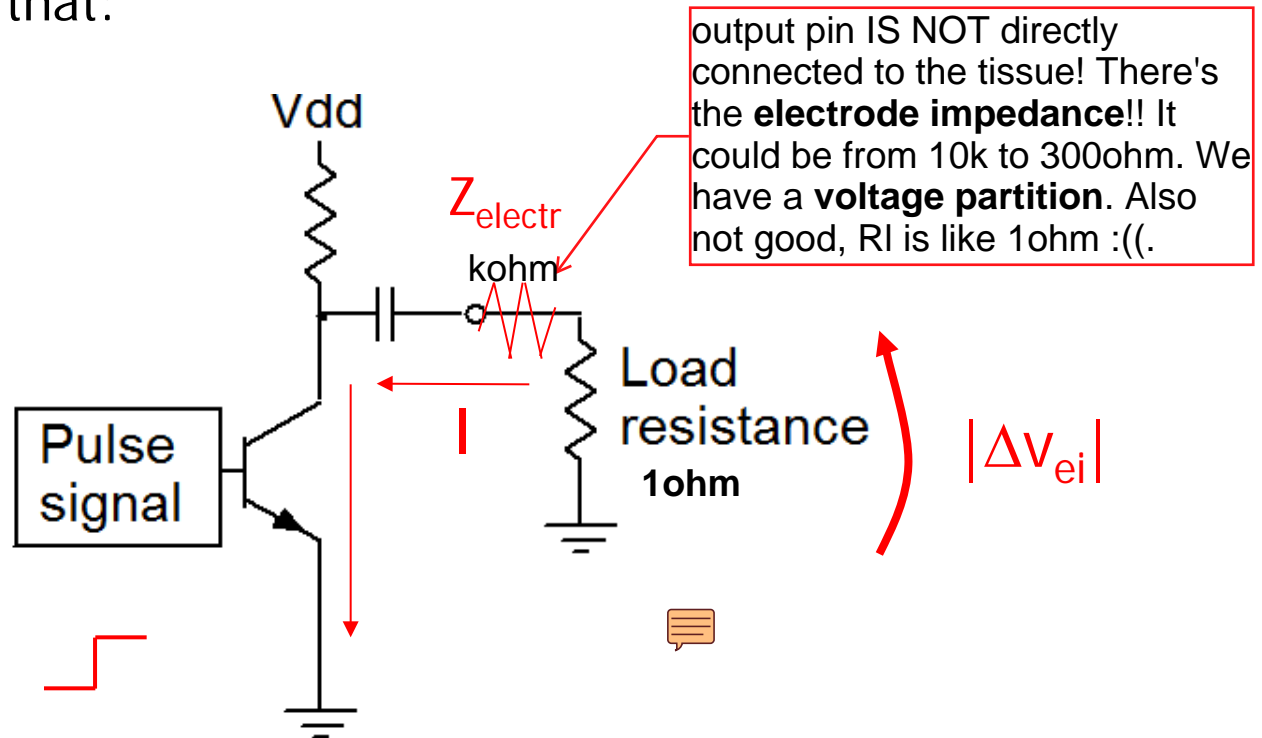 that:
output pin IS NOT directly
connected to the tissue! There's
the electrode impedance!! It
could be from 10k to 300ohm. We
have a voltage partition. Also
not good, Rl is like 1ohm :((.
Vdd
Zelectr
kohm
Load
resistance
1ohm
I
|Δvei|
Pulse
signal